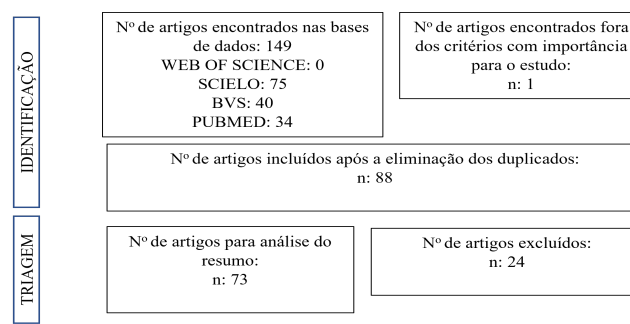 IDENTIFICAÇÃO
Nº de artigos encontrados nas bases
de dados: 149
WEB OF SCIENCE: 0
SCIELO: 75
BVS: 40
PUBMED: 34
Nº de artigos encontrados fora
dos critérios com importância
para o estudo:
n: 1
Nº de artigos incluídos após a eliminação dos duplicados:
n: 88
TRIAGEM
Nº de artigos para análise do
resumo:
n: 73
Nº de artigos excluídos:
n: 24